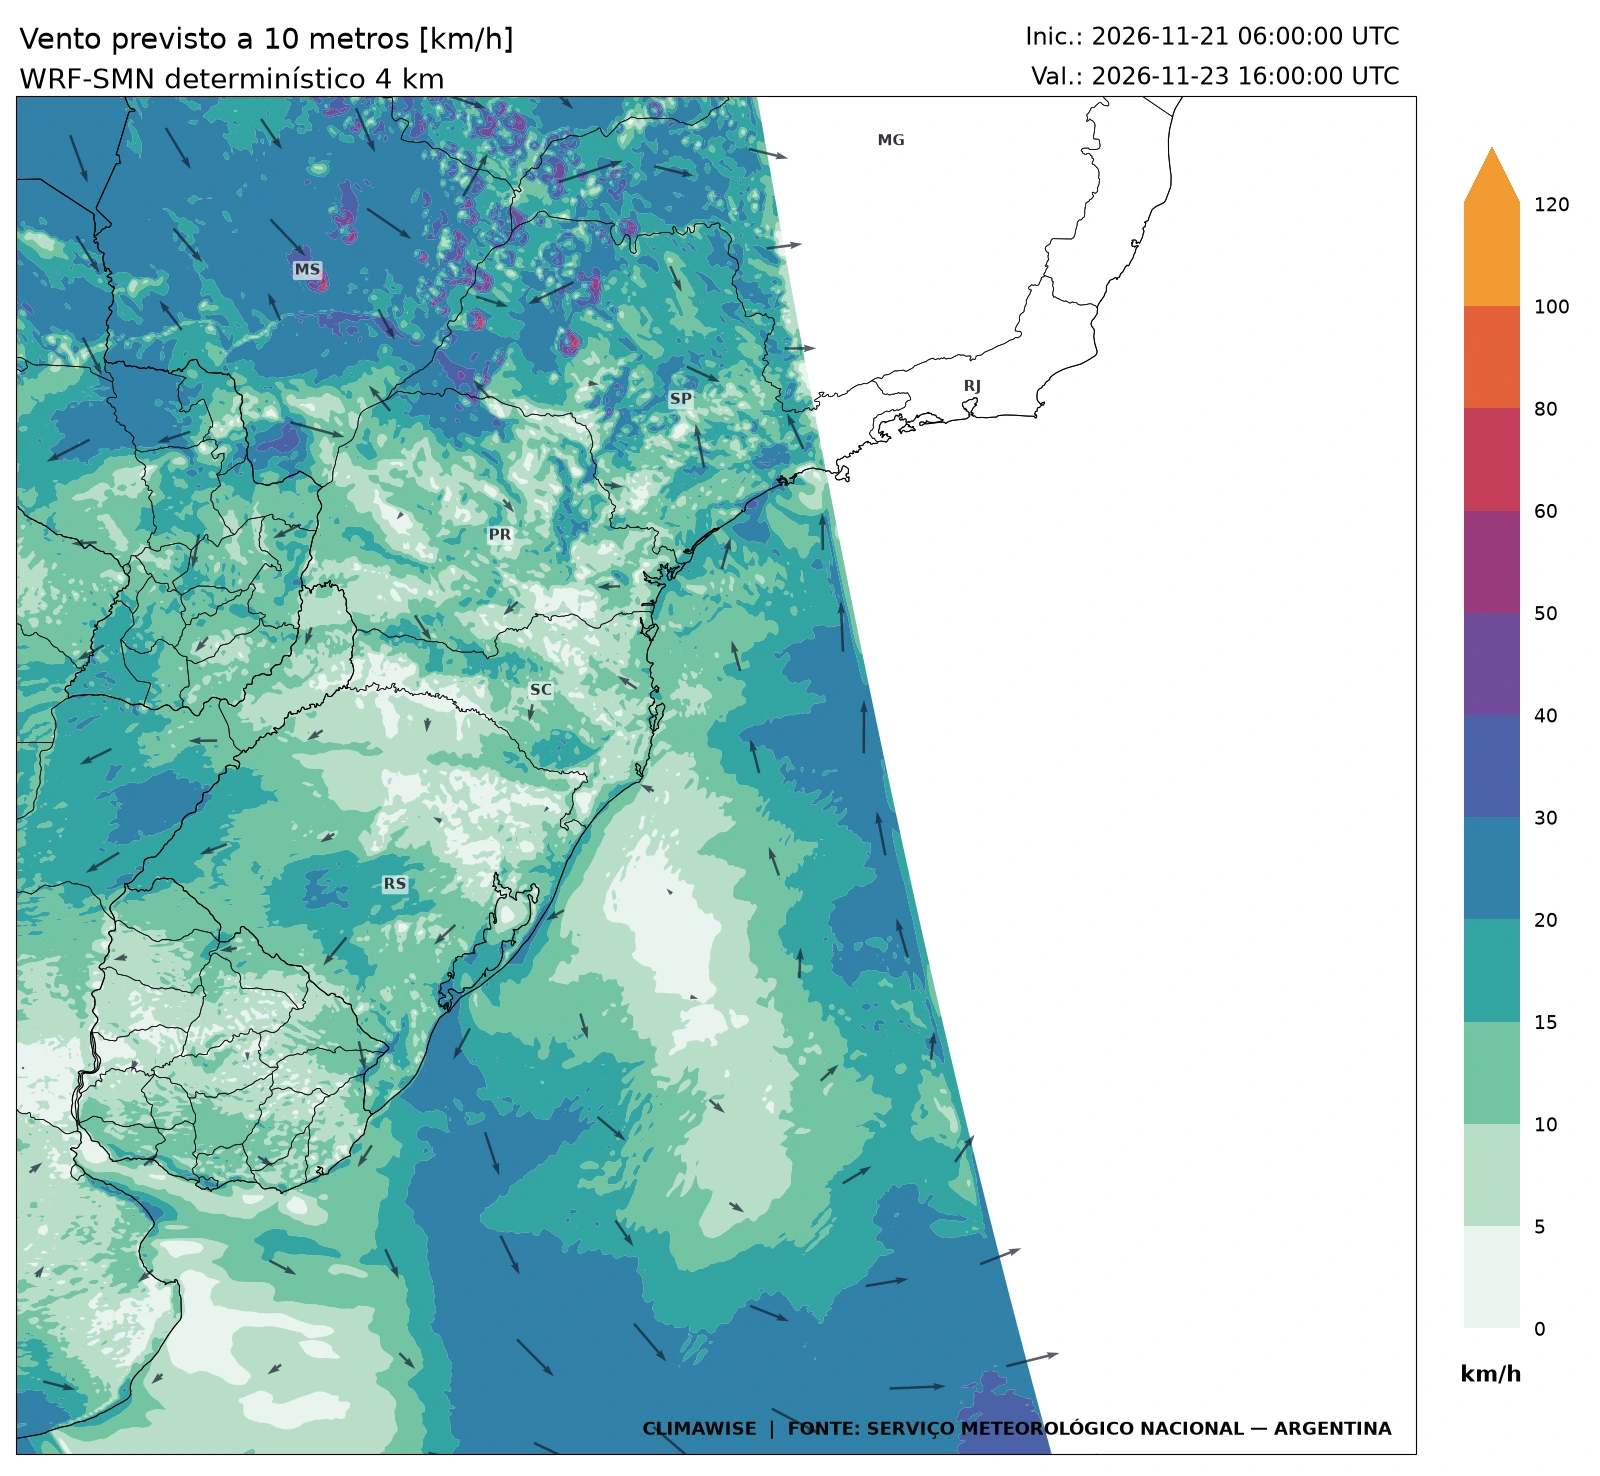 Vento previsto a 10 metros [km/h]
WRF-SMN determinístico 4 km
Inic.: 2026-11-21 06:00:00 UTC
Val.: 2026-11-23 16:00:00 UTC
MG
MS
RJ
SP
PR
SC
RS
120
100
80
60
50
40
30
20
15
10
5
0
km/h
CLIMAWISE | FONTE: SERVIÇO METEOROLÓGICO NACIONAL — ARGENTINA